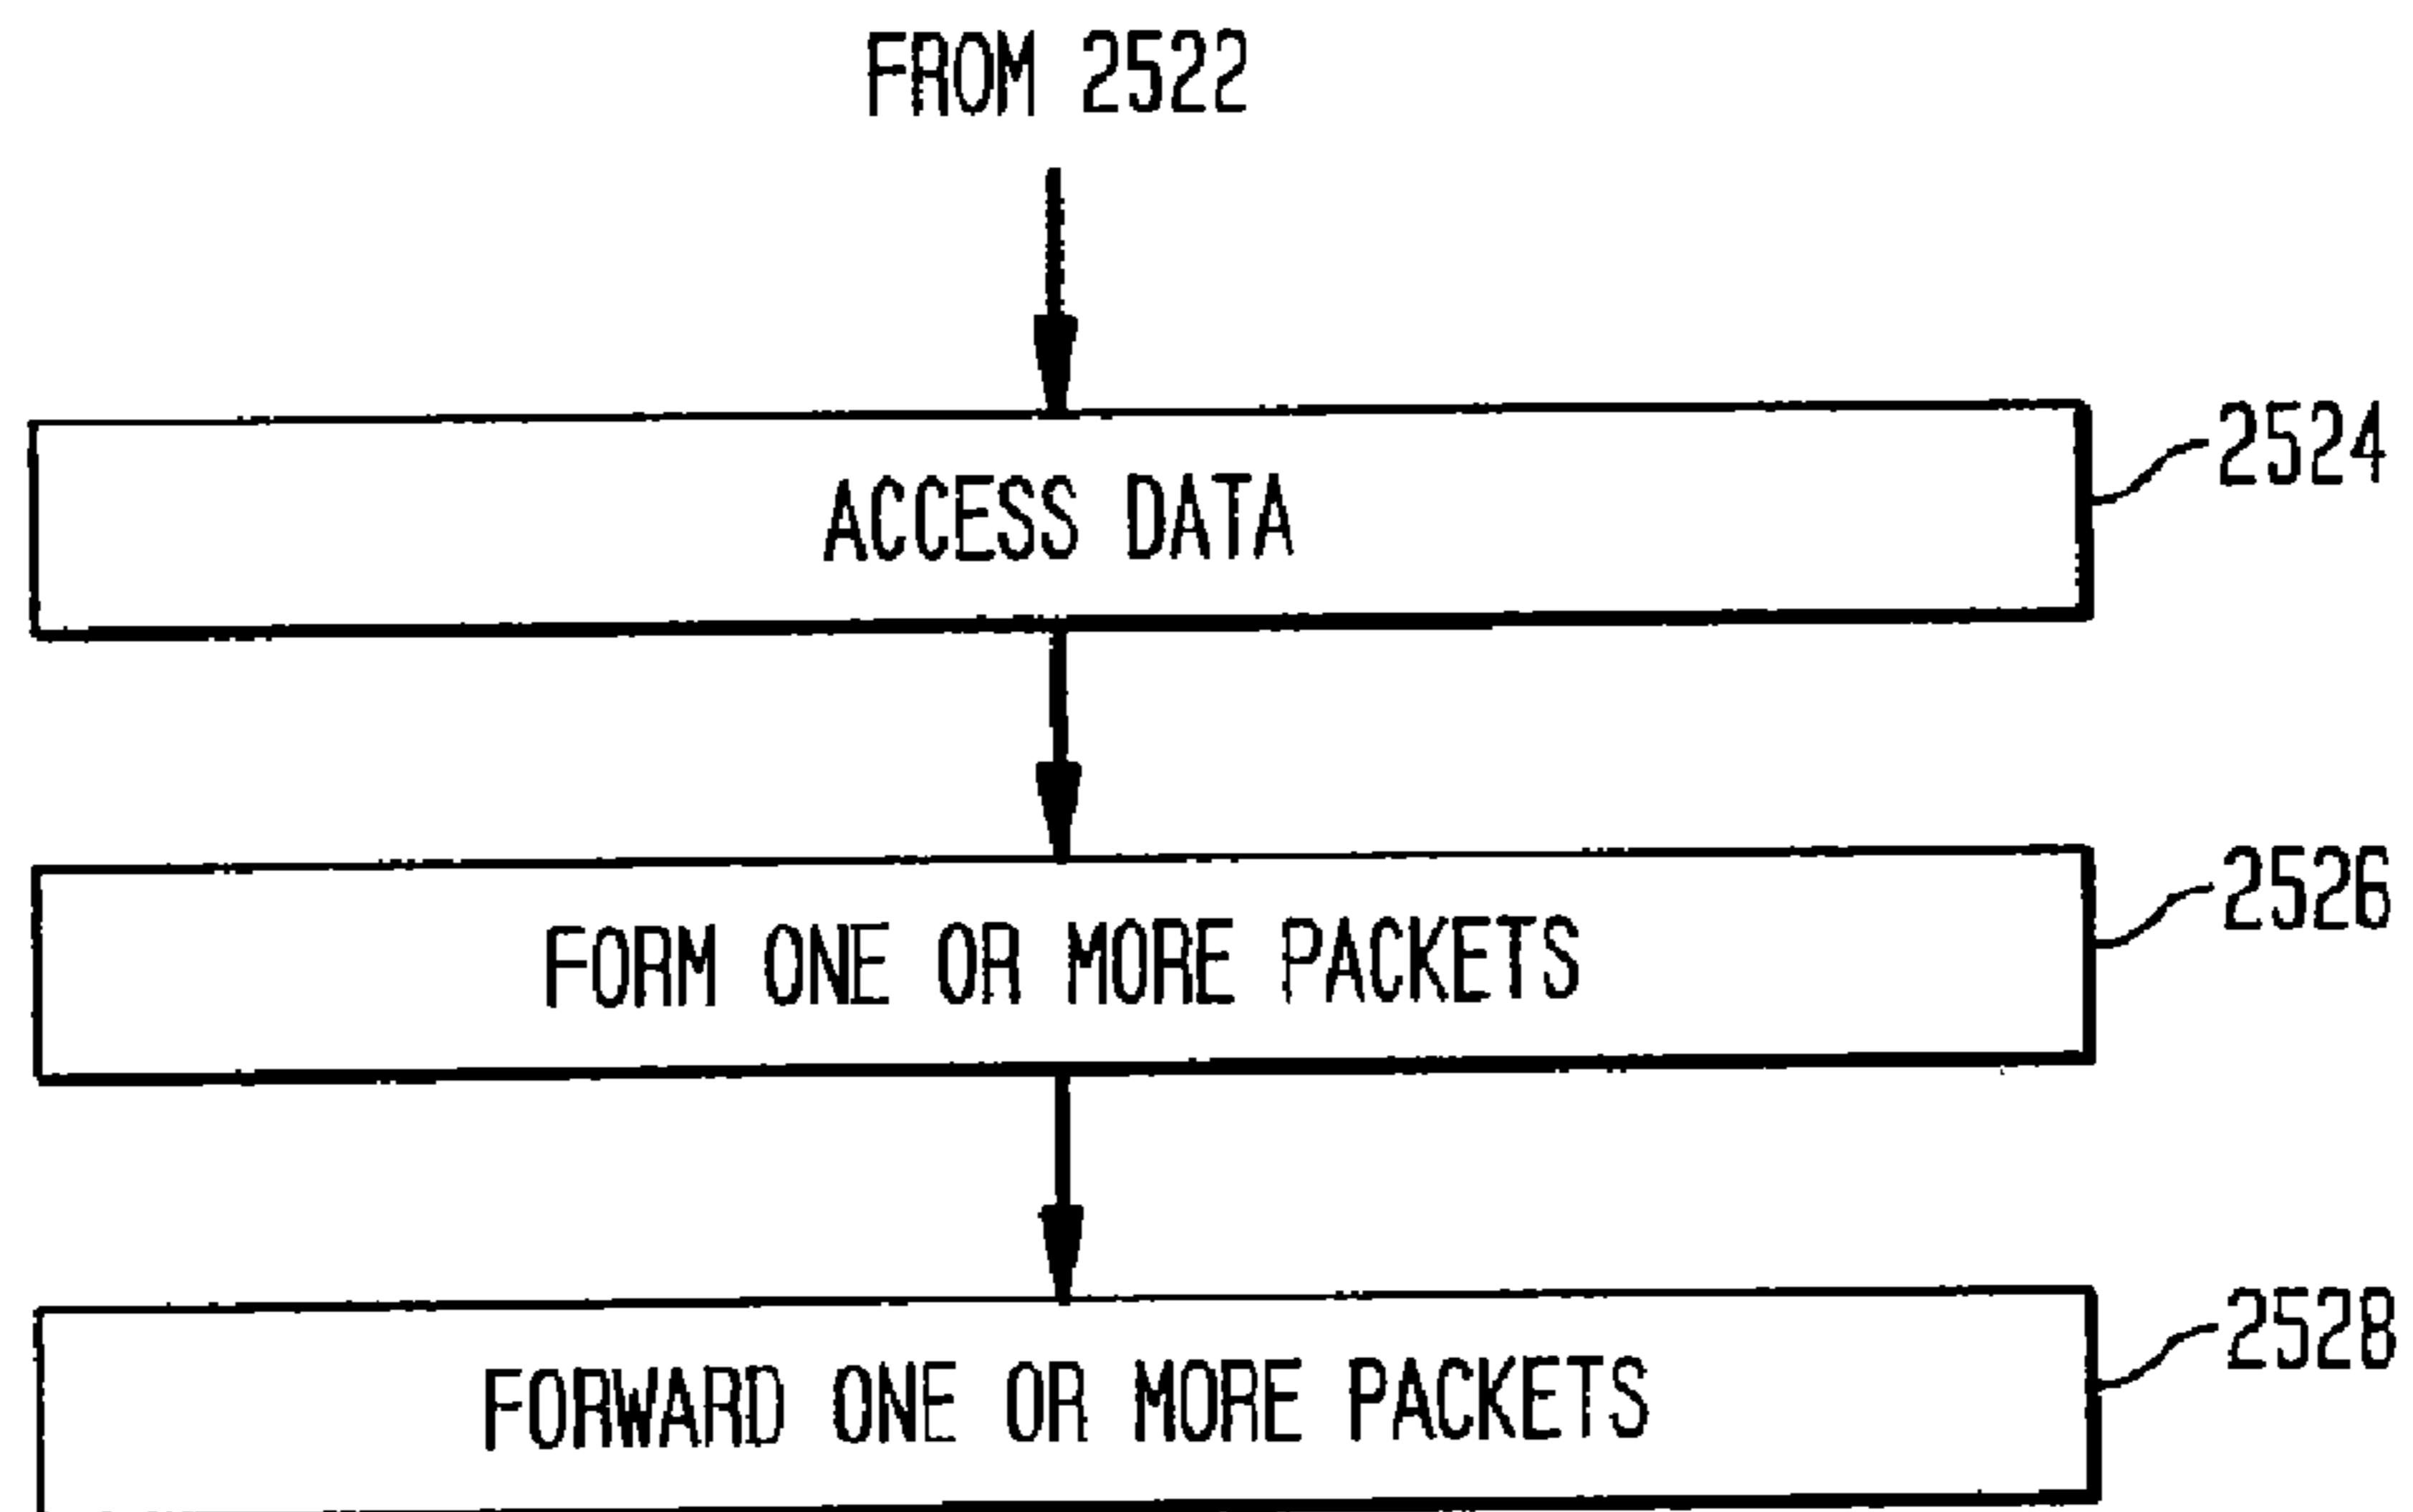 FROM 2522
ACCESS DATA
2524
FORM ONE OR MORE PACKETS
2526
FORWARD ONE OR MORE PACKETS
2528